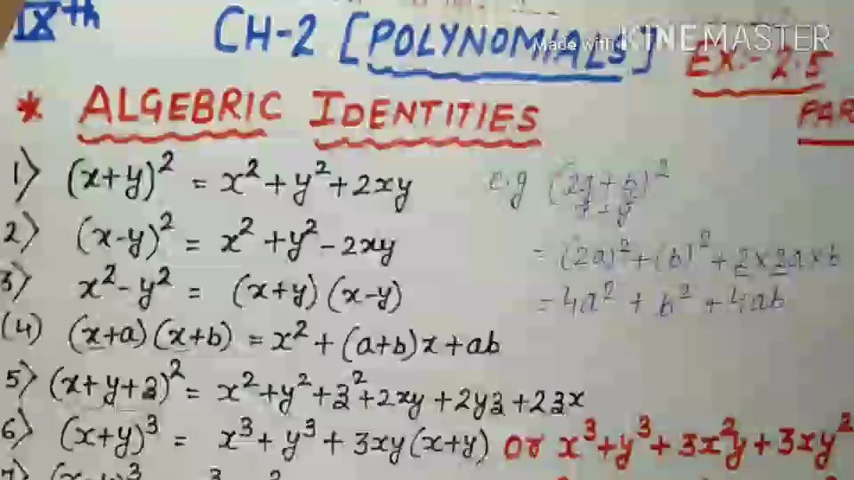 IXth
CH-2 [POLYNOMIALS]
Made with KINEMASTER
EX.-2.5
* ALGEBRIC IDENTITIES
PAR
1) (x+y)² = x² + y² + 2xy
e.g (2a + b)²
x = y
= (2a)² + (b)² + 2 × 2a × b
= 4a² + b² + 4ab
2) (x-y)² = x² + y² - 2xy
3) x² - y² = (x+y) (x-y)
(4) (x+a) (x+b) = x² + (a+b)x + ab
5) (x+y+z)² = x² + y² + z² + 2xy + 2yz + 2zx
6) (x+y)³ = x³ + y³ + 3xy(x+y) or x³ + y³ + 3x²y + 3xy²